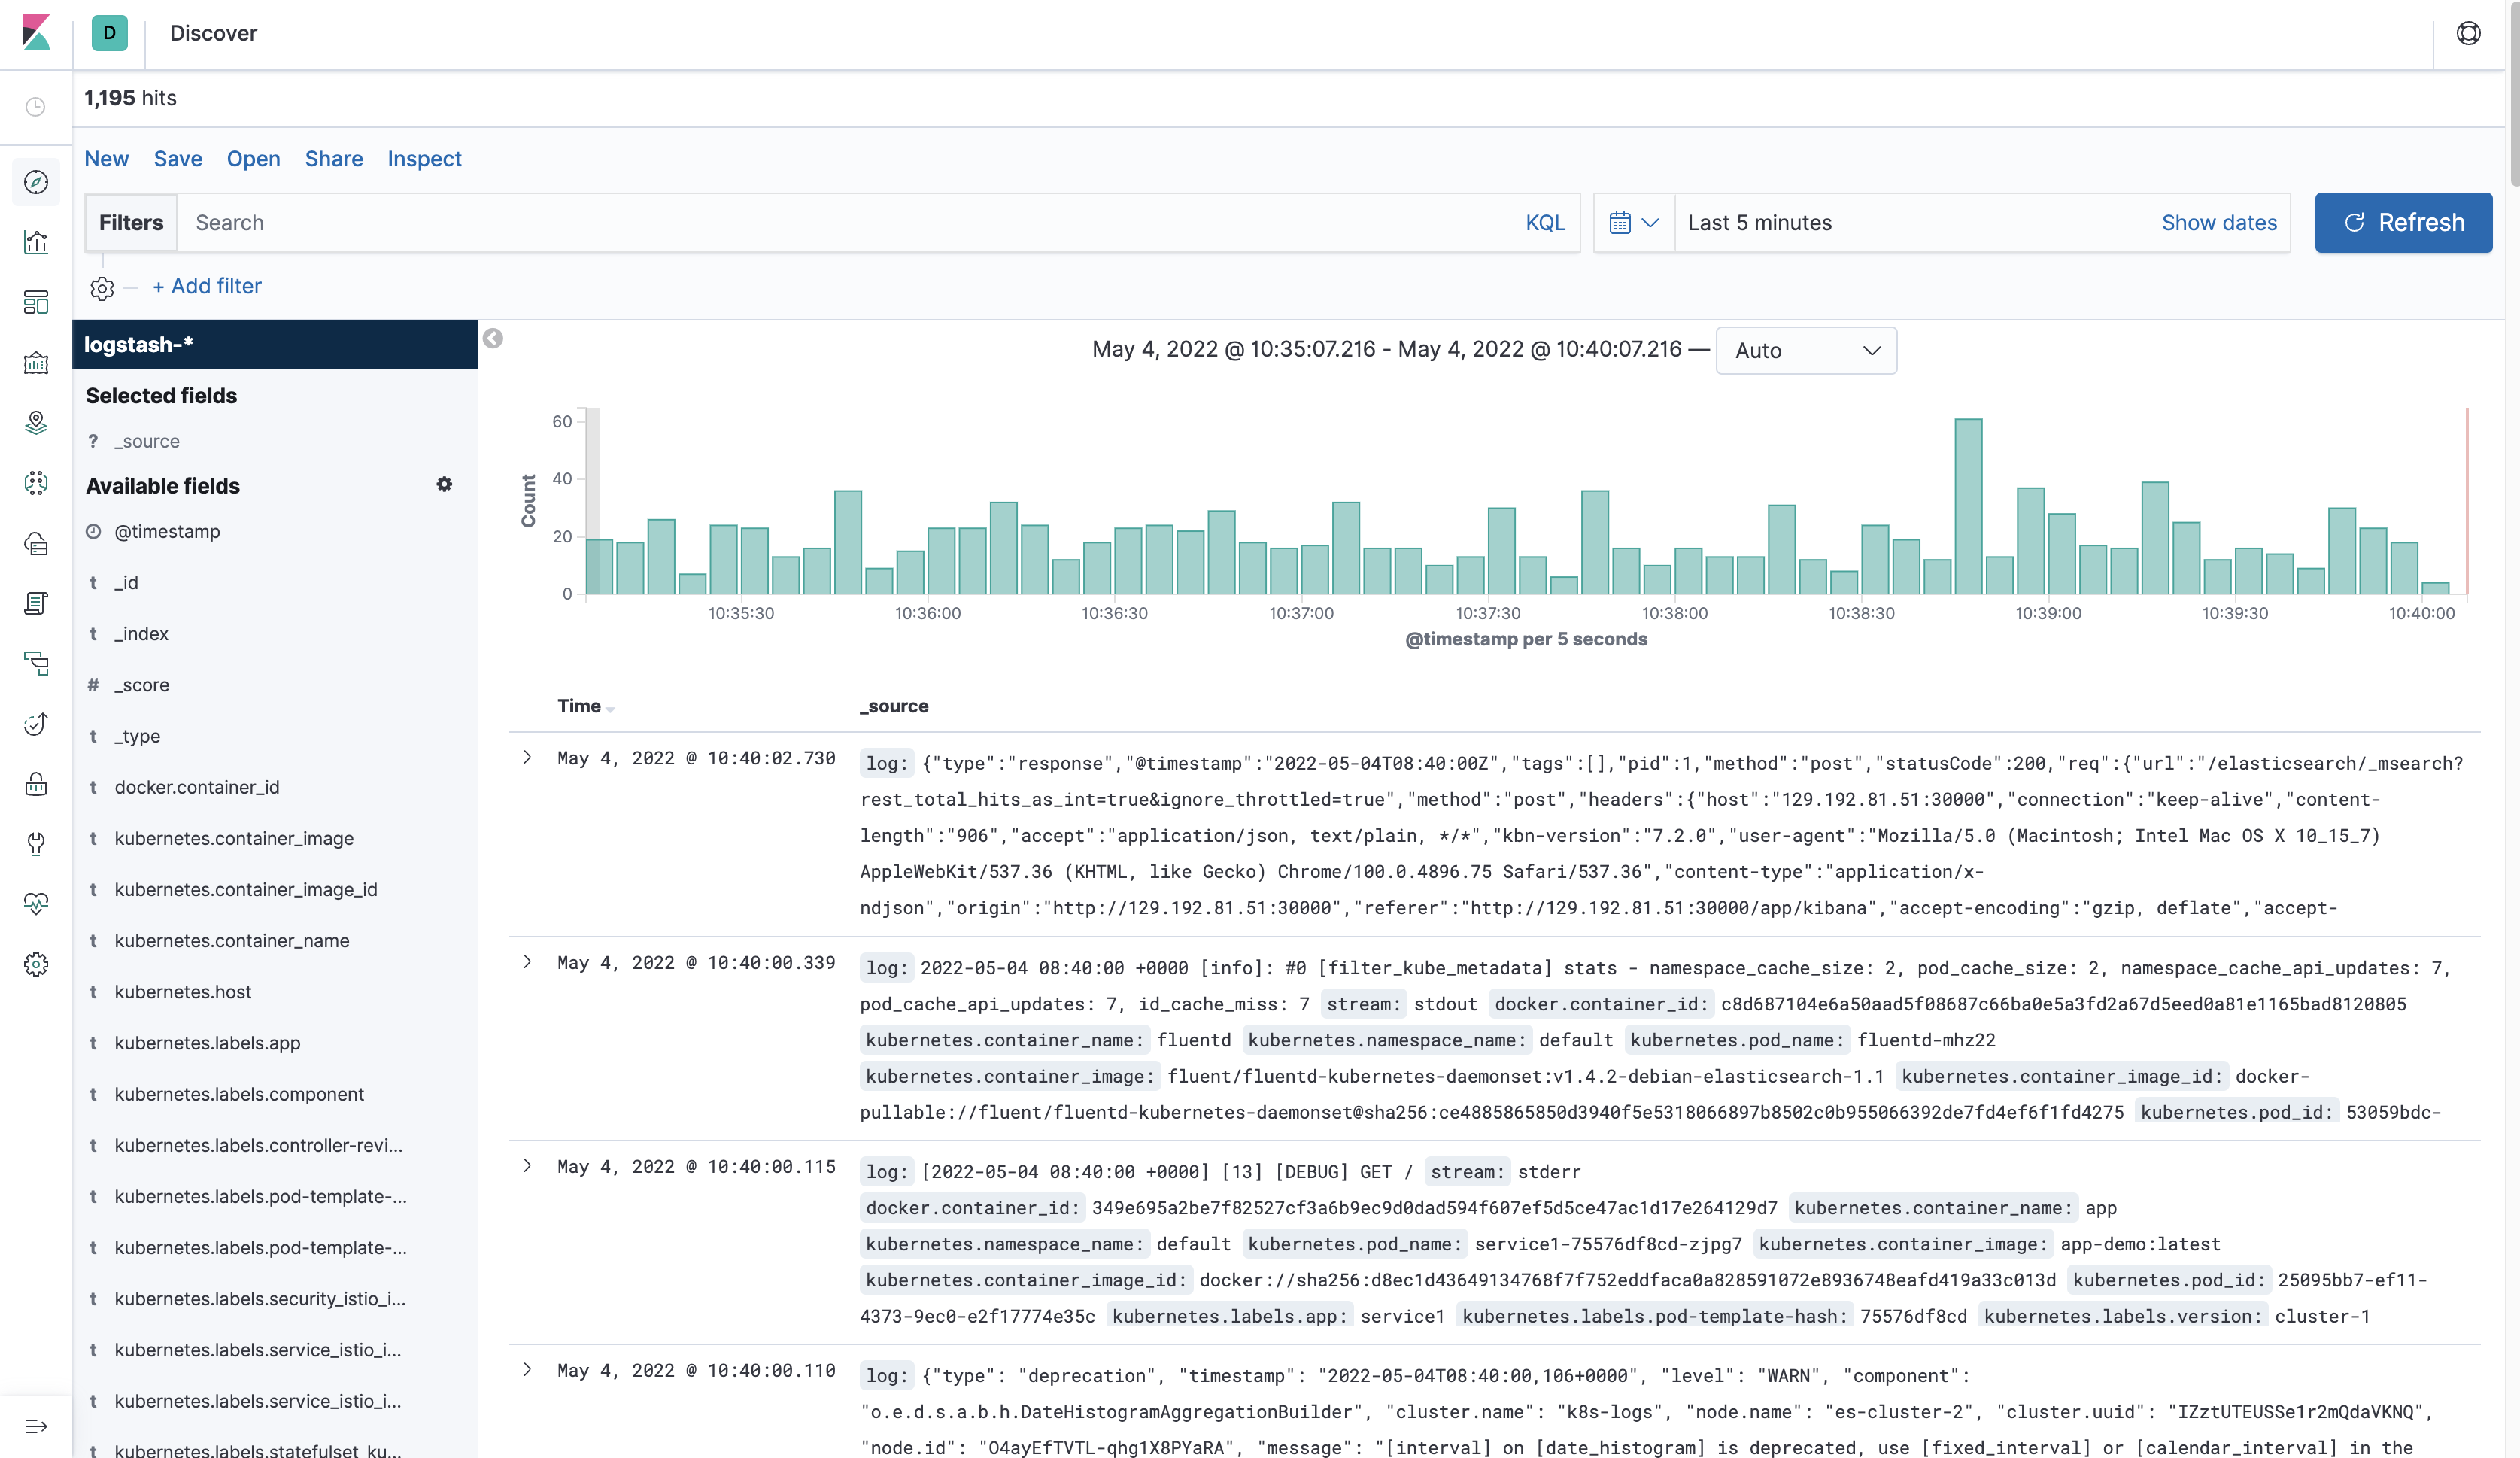 D Discover
1,195 hits
New Save Open Share Inspect
Filters Search KQL Last 5 minutes Show dates Refresh
+ Add filter
logstash-*
Selected fields
? _source
Available fields
@timestamp
t _id
t _index
# _score
t _type
t docker.container_id
t kubernetes.container_image
t kubernetes.container_image_id
t kubernetes.container_name
t kubernetes.host
t kubernetes.labels.app
t kubernetes.labels.component
t kubernetes.labels.controller-revi...
t kubernetes.labels.pod-template-...
t kubernetes.labels.pod-template-...
t kubernetes.labels.security_istio_i...
t kubernetes.labels.service_istio_i...
t kubernetes.labels.service_istio_i...
t kubernetes.labels.statefulset_ku...
May 4, 2022 @ 10:35:07.216 - May 4, 2022 @ 10:40:07.216 — Auto
Count
60
40
20
0
10:35:30 10:36:00 10:36:30 10:37:00 10:37:30 10:38:00 10:38:30 10:39:00 10:39:30 10:40:00
@timestamp per 5 seconds
Time _source
May 4, 2022 @ 10:40:02.730 log: {"type":"response","@timestamp":"2022-05-04T08:40:00Z","tags":[],"pid":1,"method":"post","statusCode":200,"req":{"url":"/elasticsearch/_msearch?
rest_total_hits_as_int=true&ignore_throttled=true","method":"post","headers":{"host":"129.192.81.51:30000","connection":"keep-alive","content-
length":"906","accept":"application/json, text/plain, */*","kbn-version":"7.2.0","user-agent":"Mozilla/5.0 (Macintosh; Intel Mac OS X 10_15_7)
AppleWebKit/537.36 (KHTML, like Gecko) Chrome/100.0.4896.75 Safari/537.36","content-type":"application/x-
ndjson","origin":"http://129.192.81.51:30000","referer":"http://129.192.81.51:30000/app/kibana","accept-encoding":"gzip, deflate","accept-
May 4, 2022 @ 10:40:00.339 log: 2022-05-04 08:40:00 +0000 [info]: #0 [filter_kube_metadata] stats - namespace_cache_size: 2, pod_cache_size: 2, namespace_cache_api_updates: 7,
pod_cache_api_updates: 7, id_cache_miss: 7 stream: stdout docker.container_id: c8d687104e6a50aad5f08687c66ba0e5a3fd2a67d5eed0a81e1165bad8120805
kubernetes.container_name: fluentd kubernetes.namespace_name: default kubernetes.pod_name: fluentd-mhz22
kubernetes.container_image: fluent/fluentd-kubernetes-daemonset:v1.4.2-debian-elasticsearch-1.1 kubernetes.container_image_id: docker-
pullable://fluent/fluentd-kubernetes-daemonset@sha256:ce4885865850d3940f5e5318066897b8502c0b955066392de7fd4ef6f1fd4275 kubernetes.pod_id: 53059bdc-
May 4, 2022 @ 10:40:00.115 log: [2022-05-04 08:40:00 +0000] [13] [DEBUG] GET / stream: stderr
docker.container_id: 349e695a2be7f82527cf3a6b9ec9d0dad594f607ef5d5ce47ac1d17e264129d7 kubernetes.container_name: app
kubernetes.namespace_name: default kubernetes.pod_name: service1-75576df8cd-zjpg7 kubernetes.container_image: app-demo:latest
kubernetes.container_image_id: docker://sha256:d8ec1d43649134768f7f752eddfaca0a828591072e8936748eafd419a33c013d kubernetes.pod_id: 25095bb7-ef11-
4373-9ec0-e2f17774e35c kubernetes.labels.app: service1 kubernetes.labels.pod-template-hash: 75576df8cd kubernetes.labels.version: cluster-1
May 4, 2022 @ 10:40:00.110 log: {"type": "deprecation", "timestamp": "2022-05-04T08:40:00,106+0000", "level": "WARN", "component":
"o.e.d.s.a.b.h.DateHistogramAggregationBuilder", "cluster.name": "k8s-logs", "node.name": "es-cluster-2", "cluster.uuid": "IZztUTEUSSe1r2mQdaVKNQ",
"node.id": "O4ayEfTVTL-qhg1X8PYaRA", "message": "[interval] on [date_histogram] is deprecated, use [fixed_interval] or [calendar_interval] in the